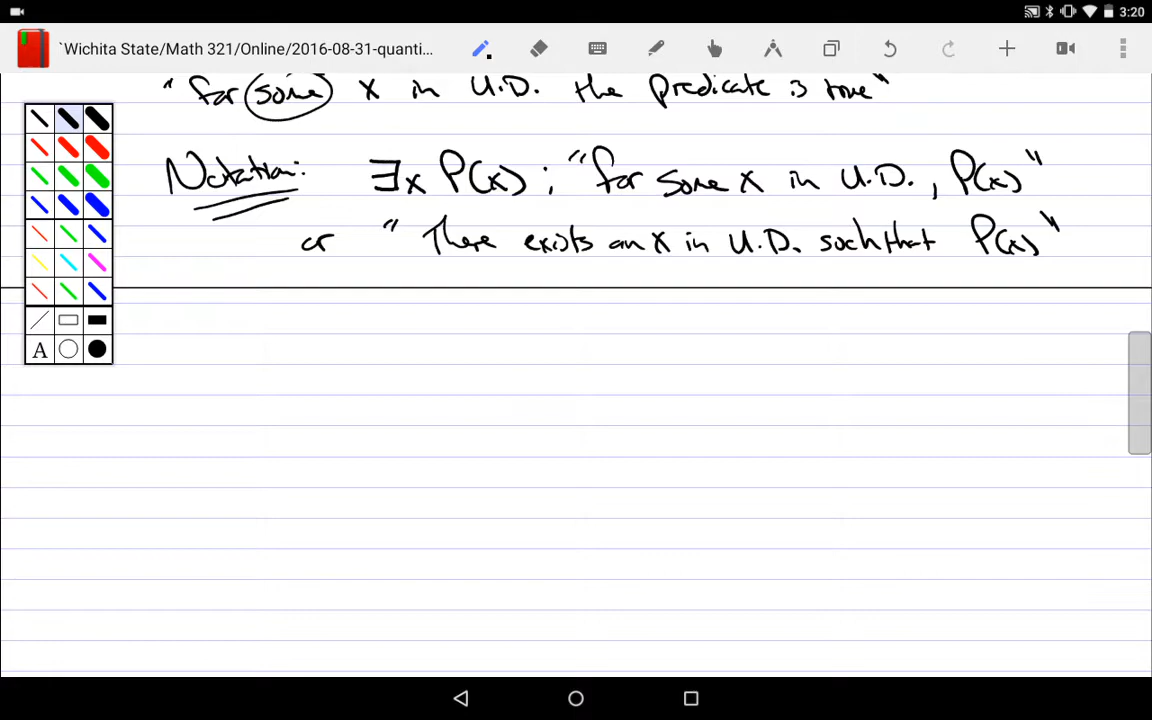 3:20
`Wichita State/Math 321/Online/2016-08-31-quanti...
"for some x in U.D. the predicate is true"
Notation: ∃x P(x) ; "for some x in U.D., P(x)"
or "There exists an x in U.D. such that P(x)"
A